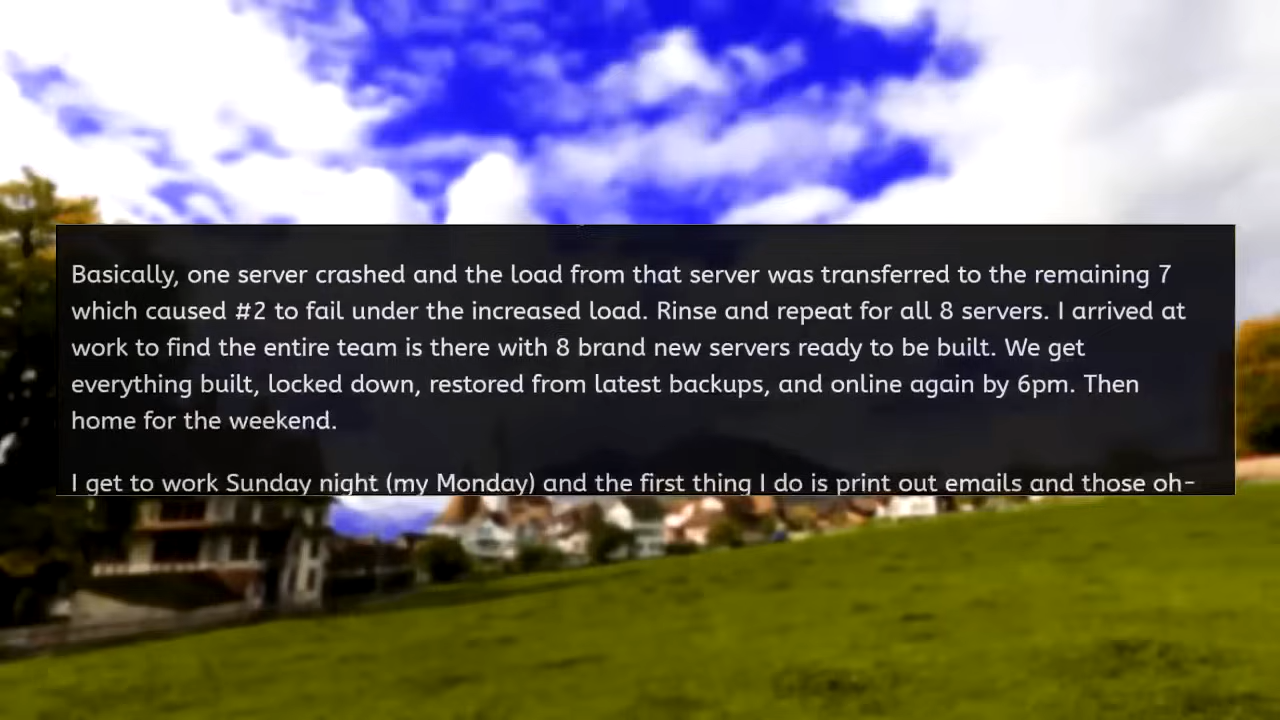 Basically, one server crashed and the load from that server was transferred to the remaining 7
which caused #2 to fail under the increased load. Rinse and repeat for all 8 servers. I arrived at
work to find the entire team is there with 8 brand new servers ready to be built. We get
everything built, locked down, restored from latest backups, and online again by 6pm. Then
home for the weekend.
I get to work Sunday night (my Monday) and the first thing I do is print out emails and those oh-